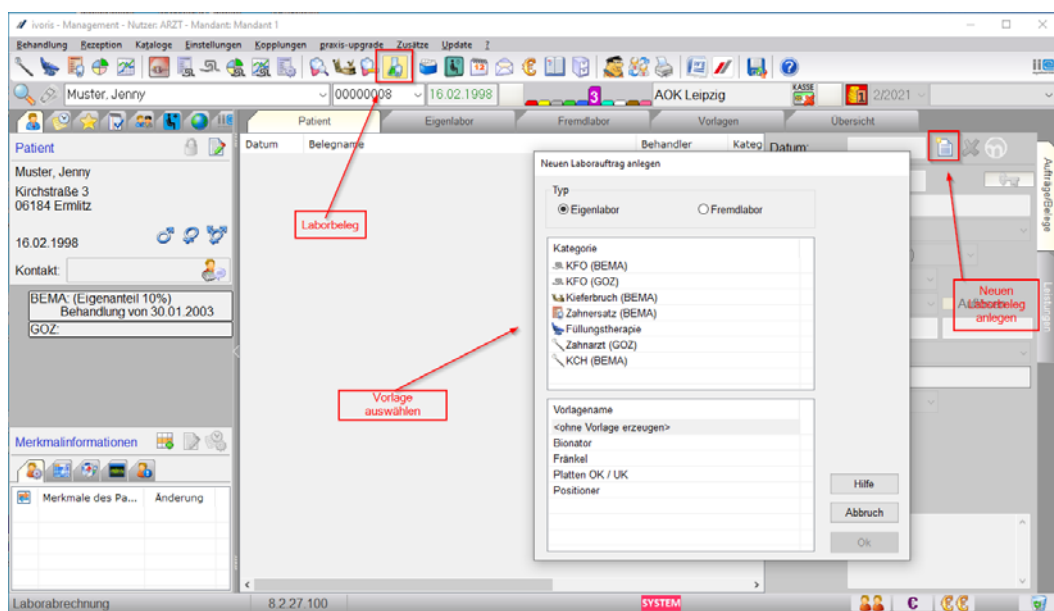 ivoris - Management - Nutzer: ARZT - Mandant: Mandant 1
Behandlung Rezeption Kataloge Einstellungen Kopplungen praxis-upgrade Zusätze Update ?
Muster, Jenny 00000008 16.02.1998 3 AOK Leipzig KASSE 1 2/2021
Patient Eigenlabor Fremdlabor Vorlagen Übersicht
Patient
Datum Belegname Behandler Kateg Datum:
Muster, Jenny
Kirchstraße 3
06184 Ermlitz
16.02.1998
Kontakt:
BEMA: (Eigenanteil 10%)
Behandlung von 30.01.2003
GOZ:
Laborbeleg
Vorlage
auswählen
Neuen Laborauftrag anlegen
Typ
Eigenlabor Fremdlabor
Kategorie
KFO (BEMA)
KFO (GOZ)
Kieferbruch (BEMA)
Zahnersatz (BEMA)
Füllungstherapie
Zahnarzt (GOZ)
KCH (BEMA)
Vorlagename
<ohne Vorlage erzeugen>
Bionator
Fränkel
Platten OK / UK
Positioner
Hilfe
Abbruch
Ok
Neuen
Laborbeleg
anlegen
Aufträge/Belege
Leistungen
Merkmalinformationen
Merkmale des Pa... Änderung
Laborabrechnung 8.2.27.100 SYSTEM